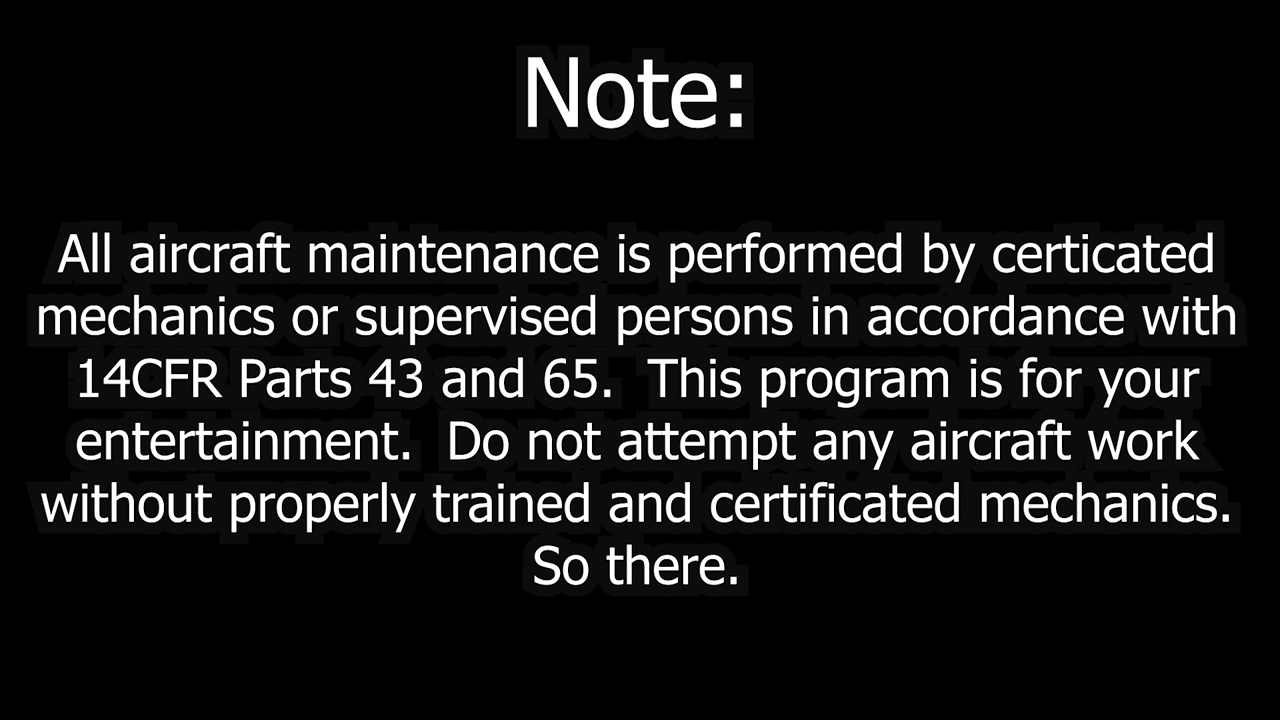 Note:
All aircraft maintenance is performed by certicated
mechanics or supervised persons in accordance with
14CFR Parts 43 and 65.  This program is for your
entertainment.  Do not attempt any aircraft work
without properly trained and certificated mechanics.
So there.